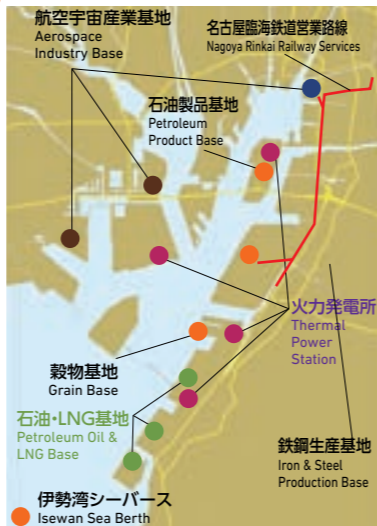 航空宇宙産業基地
Aerospace
Industry Base
名古屋臨海鉄道営業路線
Nagoya Rinkai Railway Services
石油製品基地
Petroleum
Product Base
火力発電所
Thermal
Power
Station
穀物基地
Grain Base
石油・LNG基地
Petroleum Oil &
LNG Base
鉄鋼生産基地
Iron & Steel
Production Base
伊勢湾シーバース
Isewan Sea Berth